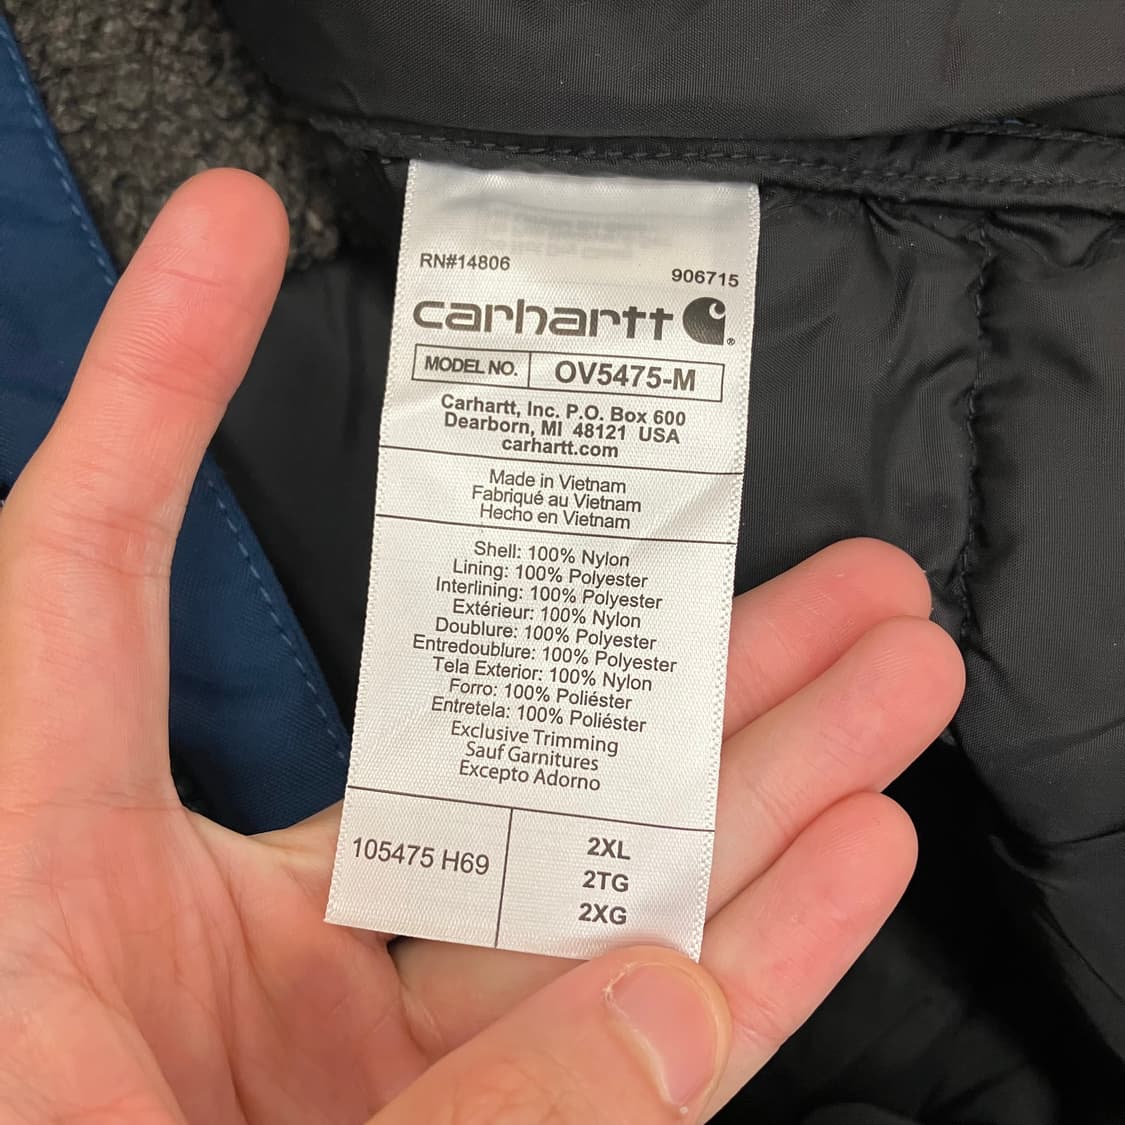 RN#14806
906715
carhartt
MODEL NO. OV5475-M
Carhartt, Inc. P.O. Box 600
Dearborn, MI 48121 USA
carhartt.com
Made in Vietnam
Fabriqué au Vietnam
Hecho en Vietnam
Shell: 100% Nylon
Lining: 100% Polyester
Interlining: 100% Polyester
Extérieur: 100% Nylon
Doublure: 100% Polyester
Entredoublure: 100% Polyester
Tela Exterior: 100% Nylon
Forro: 100% Poliéster
Entretela: 100% Poliéster
Exclusive Trimming
Sauf Garnitures
Excepto Adorno
105475 H69
2XL
2TG
2XG